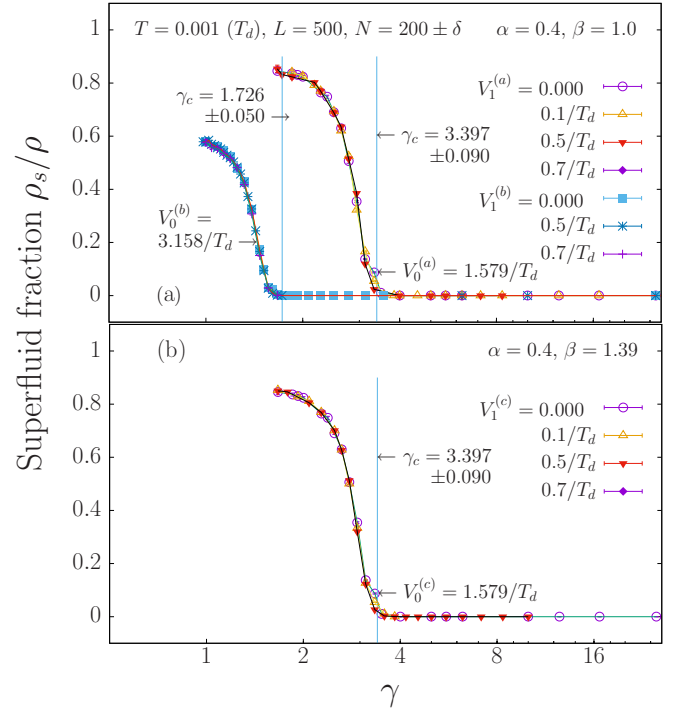 T = 0.001 (T_d), L = 500, N = 200 ± δ α = 0.4, β = 1.0
1
0.8
0.6
0.4
0.2
0
γ_c = 1.726
±0.050
γ_c = 3.397
±0.090
V_1^(a) = 0.000
0.1/T_d
0.5/T_d
0.7/T_d
V_1^(b) = 0.000
0.5/T_d
0.7/T_d
V_0^(b) =
3.158/T_d
V_0^(a) = 1.579/T_d
(a)
Superfluid fraction ρ_s/ρ
(b)
α = 0.4, β = 1.39
1
0.8
0.6
0.4
0.2
0
V_1^(c) = 0.000
0.1/T_d
0.5/T_d
0.7/T_d
γ_c = 3.397
±0.090
V_0^(c) = 1.579/T_d
1 2 4 8 16
γ